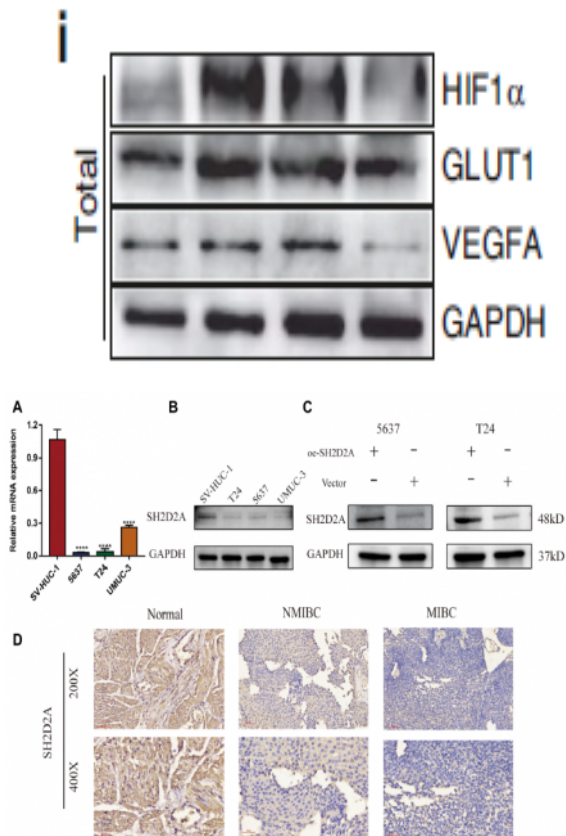 i
Total
HIF1α
GLUT1
VEGFA
GAPDH
A
Relative mRNA expression
1.2
0.9
0.6
0.3
0.0
****
****
****
SV-HUC-1
5637
T24
UMUC-3
B
SV-HUC-1
T24
5637
UMUC-3
SH2D2A
GAPDH
C
5637
T24
oe-SH2D2A + − + −
Vector − + − +
SH2D2A
48kD
GAPDH
37kD
D
Normal
NMIBC
MIBC
SH2D2A
200X
400X